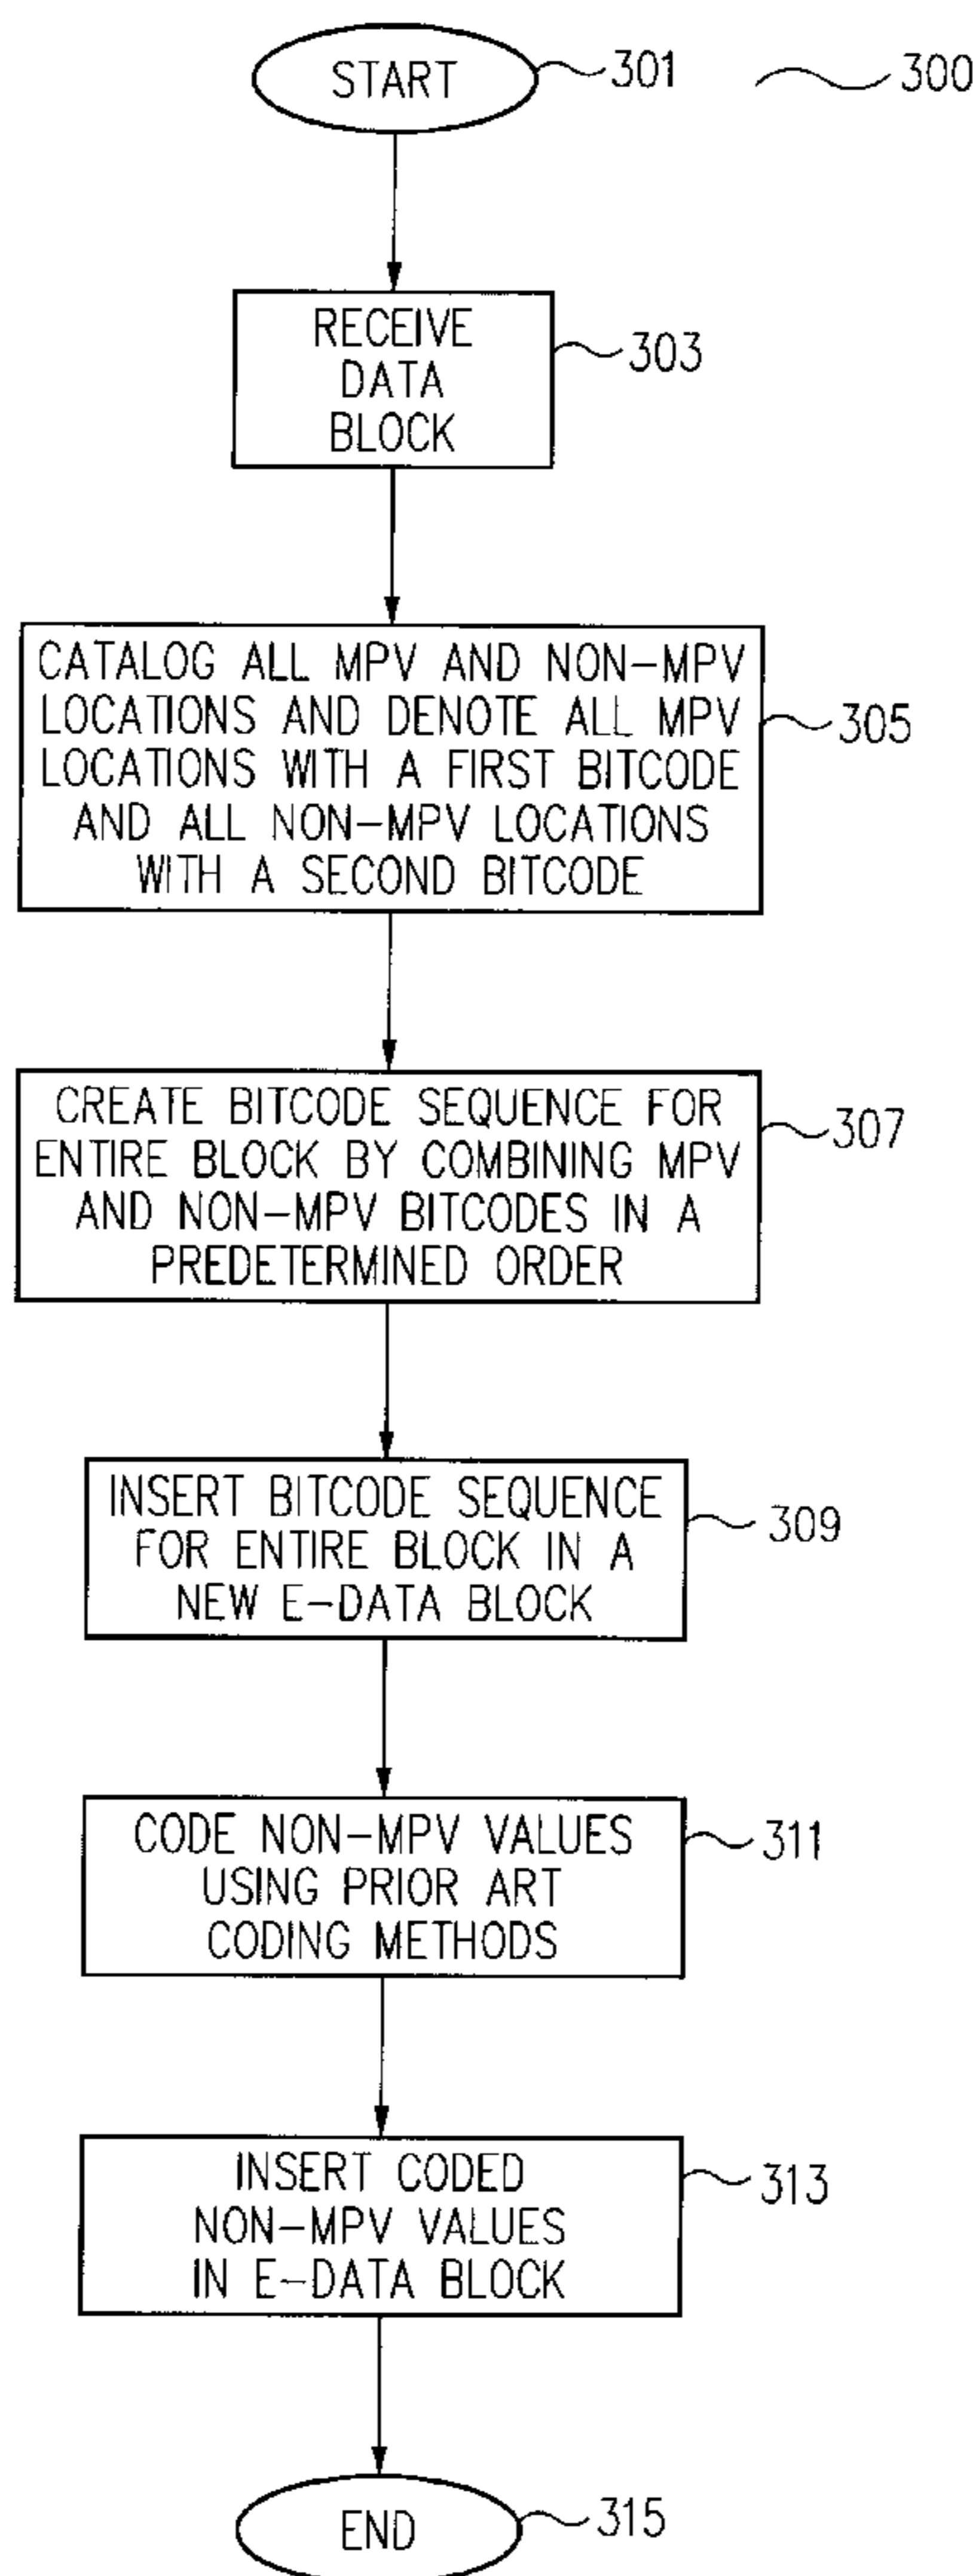 START
301
300
RECEIVE
DATA
BLOCK
303
CATALOG ALL MPV AND NON-MPV
LOCATIONS AND DENOTE ALL MPV
LOCATIONS WITH A FIRST BITCODE
AND ALL NON-MPV LOCATIONS
WITH A SECOND BITCODE
305
CREATE BITCODE SEQUENCE FOR
ENTIRE BLOCK BY COMBINING MPV
AND NON-MPV BITCODES IN A
PREDETERMINED ORDER
307
INSERT BITCODE SEQUENCE
FOR ENTIRE BLOCK IN A
NEW E-DATA BLOCK
309
CODE NON-MPV VALUES
USING PRIOR ART
CODING METHODS
311
INSERT CODED
NON-MPV VALUES
IN E-DATA BLOCK
313
END
315